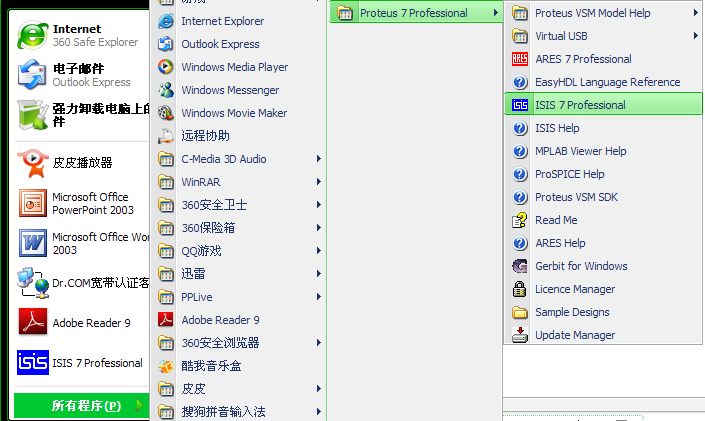 Internet
360 Safe Explorer
电子邮件
Outlook Express
强力卸载电脑上的
件
皮皮播放器
Microsoft Office
PowerPoint 2003
Microsoft Office Wo
2003
Dr.COM宽带认证客
Adobe Reader 9
ISIS 7 Professional
所有程序(P)
Internet Explorer
Outlook Express
Windows Media Player
Windows Messenger
Windows Movie Maker
远程协助
C-Media 3D Audio
WinRAR
360安全卫士
360保险箱
QQ游戏
迅雷
PPLive
Adobe Reader 9
360安全浏览器
酷我音乐盒
皮皮
搜狗拼音输入法
Proteus 7 Professional
Proteus VSM Model Help
Virtual USB
ARES 7 Professional
EasyHDL Language Reference
ISIS 7 Professional
ISIS Help
MPLAB Viewer Help
ProSPICE Help
Proteus VSM SDK
Read Me
ARES Help
Gerbit for Windows
Licence Manager
Sample Designs
Update Manager